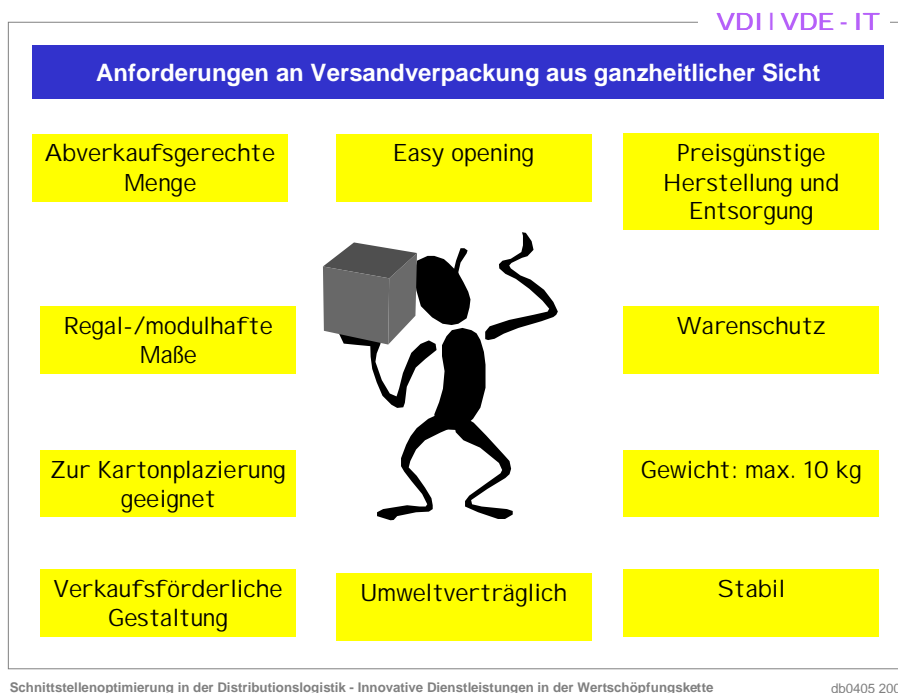 VDI | VDE - IT
Anforderungen an Versandverpackung aus ganzheitlicher Sicht
Abverkaufsgerechte
Menge
Easy opening
Preisgünstige
Herstellung und
Entsorgung
Regal-/modulhafte
Maße
Warenschutz
Zur Kartonplazierung
geeignet
Gewicht: max. 10 kg
Verkaufsförderliche
Gestaltung
Umweltverträglich
Stabil
Schnittstellenoptimierung in der Distributionslogistik - Innovative Dienstleistungen in der Wertschöpfungskette
db0405 200